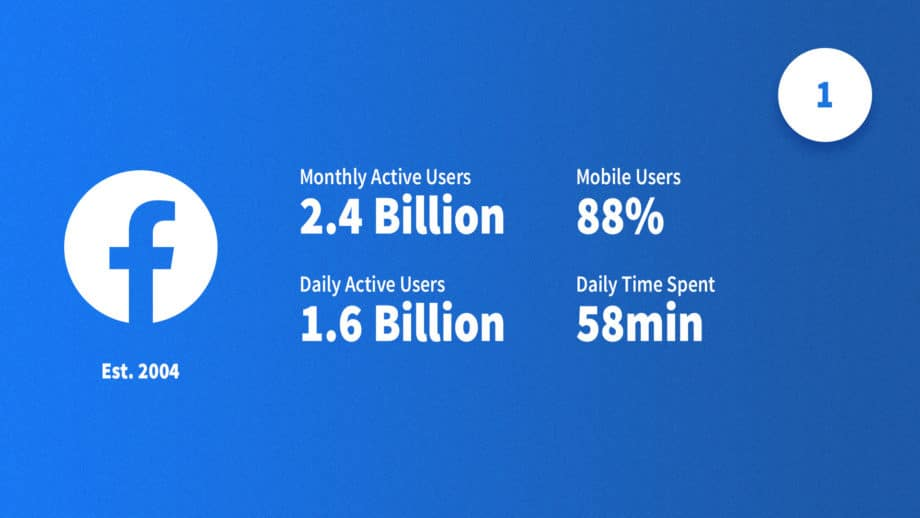 1
Monthly Active Users
2.4 Billion
Mobile Users
88%
Daily Active Users
1.6 Billion
Daily Time Spent
58min
Est. 2004